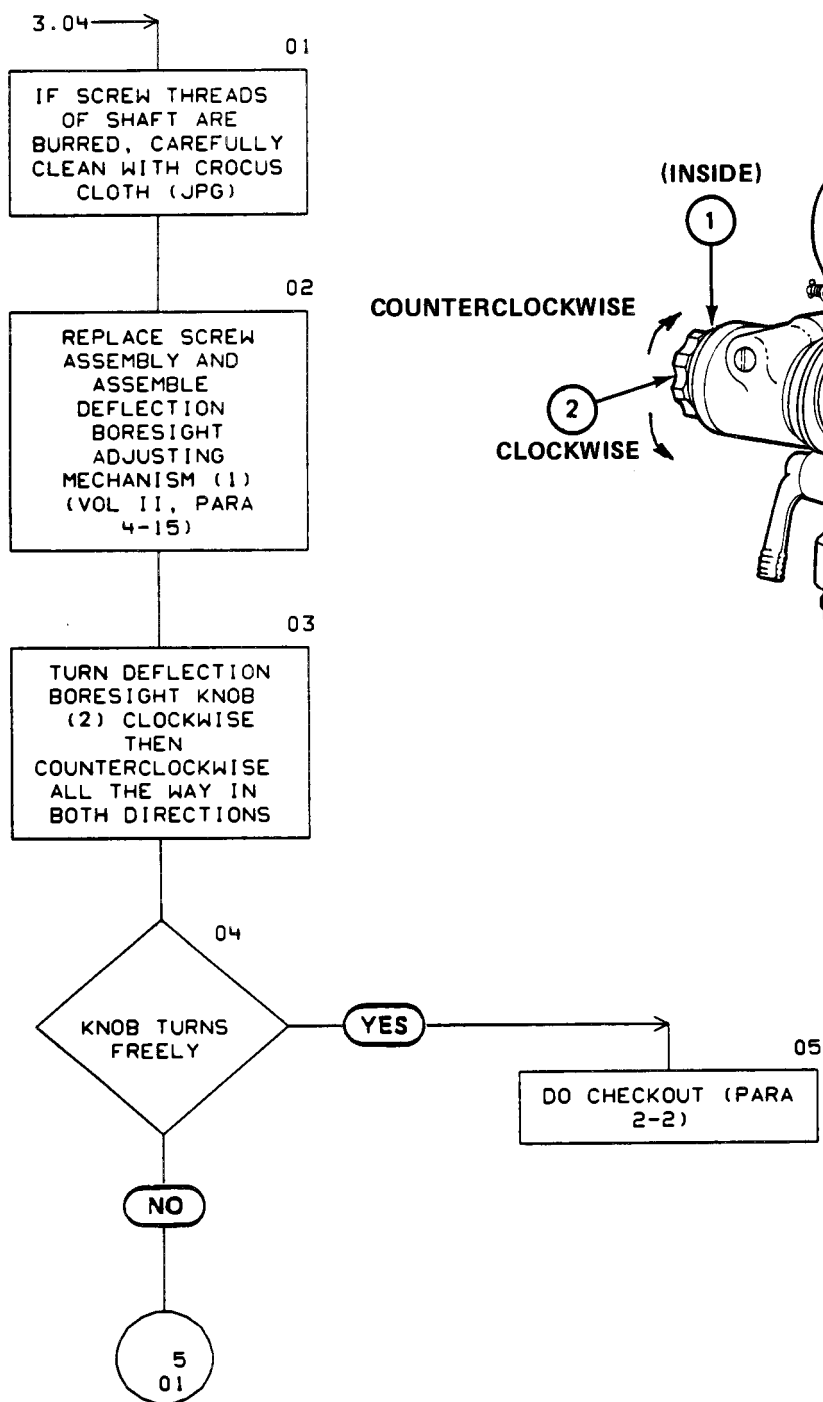 3.04
01
IF SCREW THREADS
OF SHAFT ARE
BURRED, CAREFULLY
CLEAN WITH CROCUS
CLOTH (JPG)
02
REPLACE SCREW
ASSEMBLY AND
ASSEMBLE
DEFLECTION
BORESIGHT
ADJUSTING
MECHANISM (1)
(VOL II, PARA
4-15)
03
TURN DEFLECTION
BORESIGHT KNOB
(2) CLOCKWISE
THEN
COUNTERCLOCKWISE
ALL THE WAY IN
BOTH DIRECTIONS
04
KNOB TURNS
FREELY
YES
05
DO CHECKOUT (PARA
2-2)
NO
5
01
(INSIDE)
1
COUNTERCLOCKWISE
2
CLOCKWISE